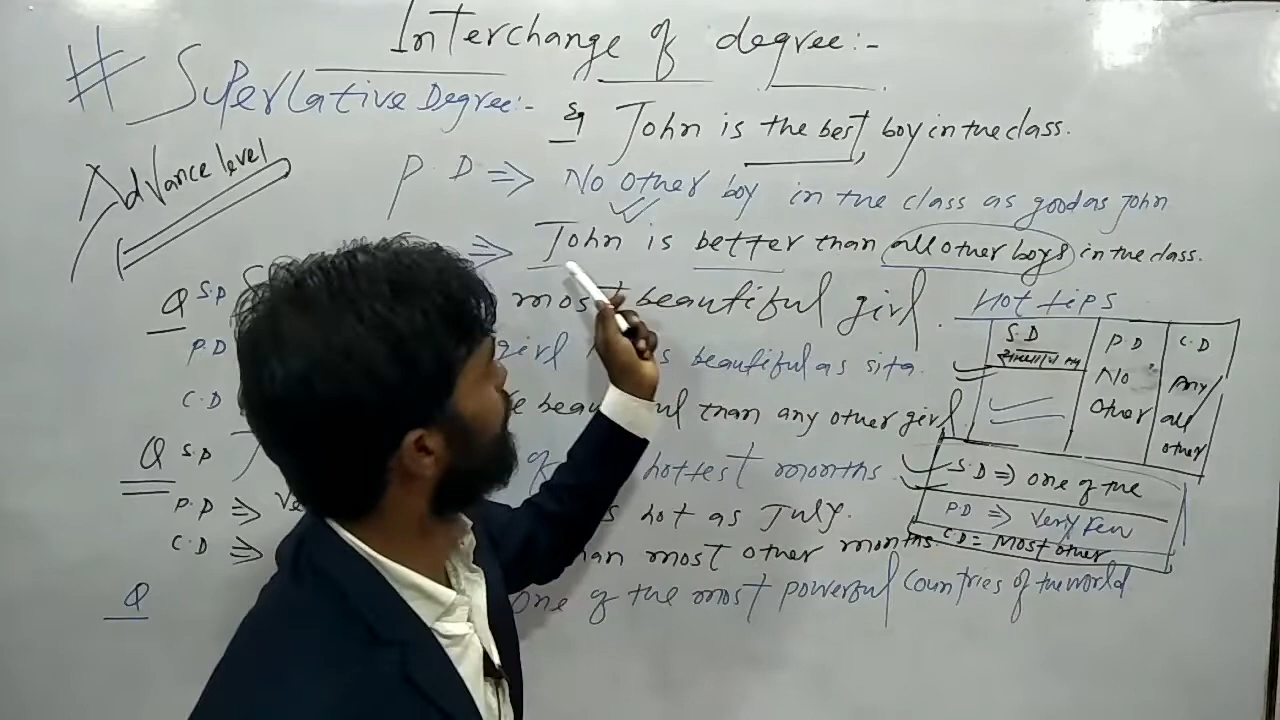 Interchange of degree:-
# Superlative Degree:-
Advance level
eg John is the best boy in the class.
P.D ⇒ No other boy in the class as good as John
⇒ John is better than all other boys in the class.
Q S.D most beautiful girl.
P.D girl is beautiful as sita.
C.D beautiful than any other girl.
Q S.D of hottest months.
P.D ⇒ hot as July.
C.D ⇒ than most other months.
Q one of the most powerful countries of the world
Hot tips
S.D P.D C.D
No other
Any/all other
S.D ⇒ one of the
P.D ⇒ Very Few
C.D = Most other